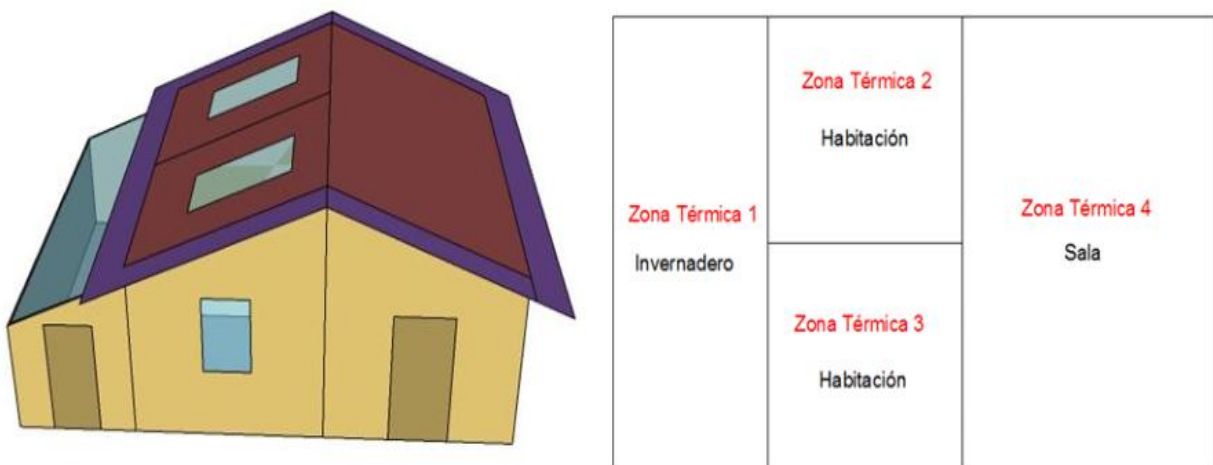 Zona Térmica 1
Invernadero
Zona Térmica 2
Habitación
Zona Térmica 3
Habitación
Zona Térmica 4
Sala